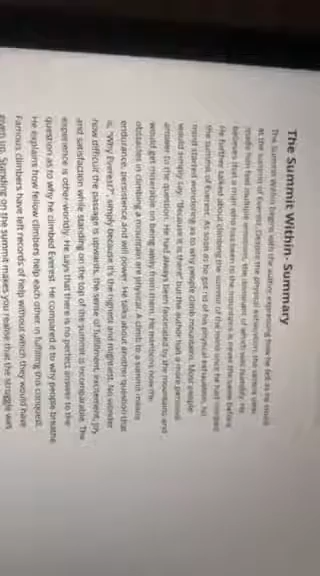 The Summit Within- Summary
The Summit Within begins with the author expressing how he felt as he stood
at the summit of Everest. Despite the physical exhaustion, the serene view
made him feel multiple emotions, the dominant of which was humility. He
believes that a man who has been to the mountains is never the same before.
He further talked about climbing the summit of the mind once he had climbed
the summit of Everest. As soon as he got rid of his physical exhaustion, his
mind started wondering as to why people climb mountains. Most people
would simply say, "Because it is there" but the author had a more personal
answer to the question. He had always been fascinated by the mountains and
would get miserable on being away from them. He mentions how the
obstacles in climbing a mountain are physical. A climb to a summit means
endurance, persistence and will power. He talks about another question that
is, "Why Everest?", simply because it's the highest and mightiest. No wonder
how difficult the passage is upwards, the sense of fulfilment, excitement, joy
and satisfaction while standing on the top of the summit is incomparable. The
experience is other-worldly. He says that there is no perfect answer to the
question as to why he climbed Everest. He compared it to why people breathe.
He explains how fellow climbers help each other in fulfilling this conquest.
Famous climbers have left records of help without which they would have
given up. Standing on the summit makes you realise that the struggle was